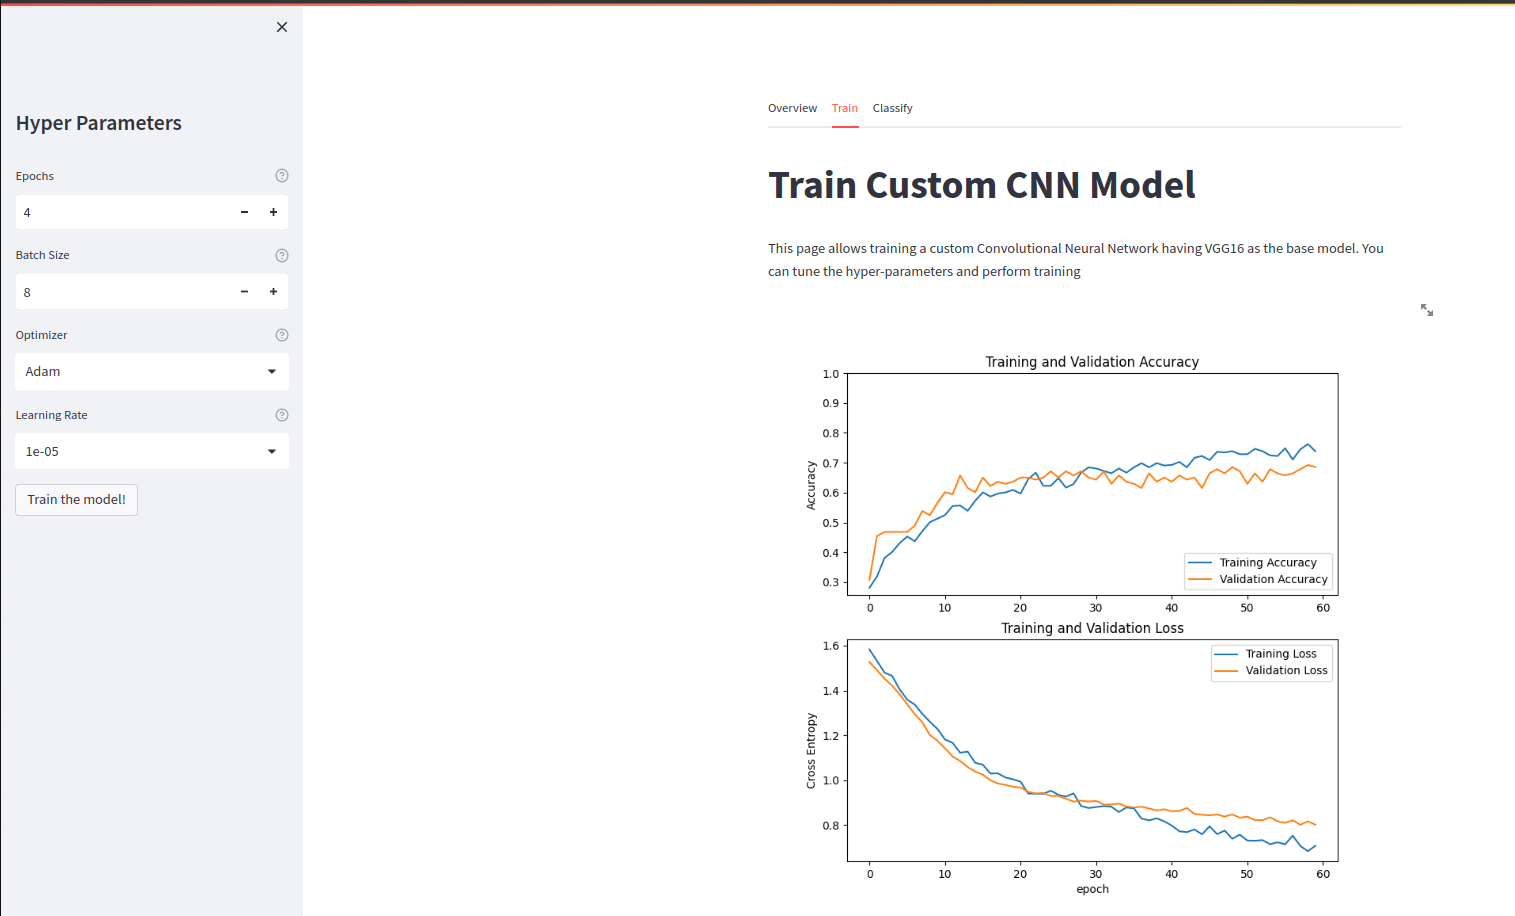 Hyper Parameters
Epochs
4
Batch Size
8
Optimizer
Adam
Learning Rate
1e-05
Train the model!
Overview Train Classify
Train Custom CNN Model
This page allows training a custom Convolutional Neural Network having VGG16 as the base model. You
can tune the hyper-parameters and perform training
Training and Validation Accuracy
1.0
0.9
0.8
0.7
0.6
0.5
0.4
0.3
Accuracy
Training Accuracy
Validation Accuracy
0 10 20 30 40 50 60
Training and Validation Loss
1.6
1.4
1.2
1.0
0.8
Cross Entropy
Training Loss
Validation Loss
0 10 20 30 40 50 60
epoch